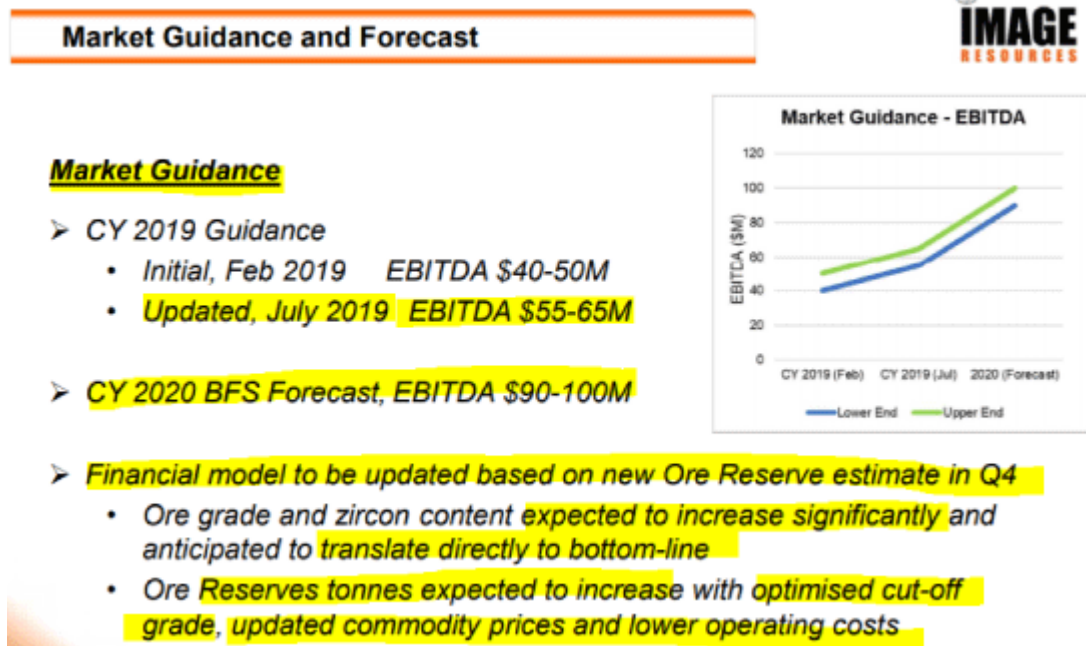 Market Guidance and Forecast
IMAGE
RESOURCES
Market Guidance
➢ CY 2019 Guidance
• Initial, Feb 2019 EBITDA $40-50M
• Updated, July 2019 EBITDA $55-65M
➢ CY 2020 BFS Forecast, EBITDA $90-100M
➢ Financial model to be updated based on new Ore Reserve estimate in Q4
• Ore grade and zircon content expected to increase significantly and
anticipated to translate directly to bottom-line
• Ore Reserves tonnes expected to increase with optimised cut-off
grade, updated commodity prices and lower operating costs
Market Guidance - EBITDA
EBITDA ($M)
120
100
80
60
40
20
0
CY 2019 (Feb) CY 2019 (Jul) 2020 (Forecast)
Lower End Upper End